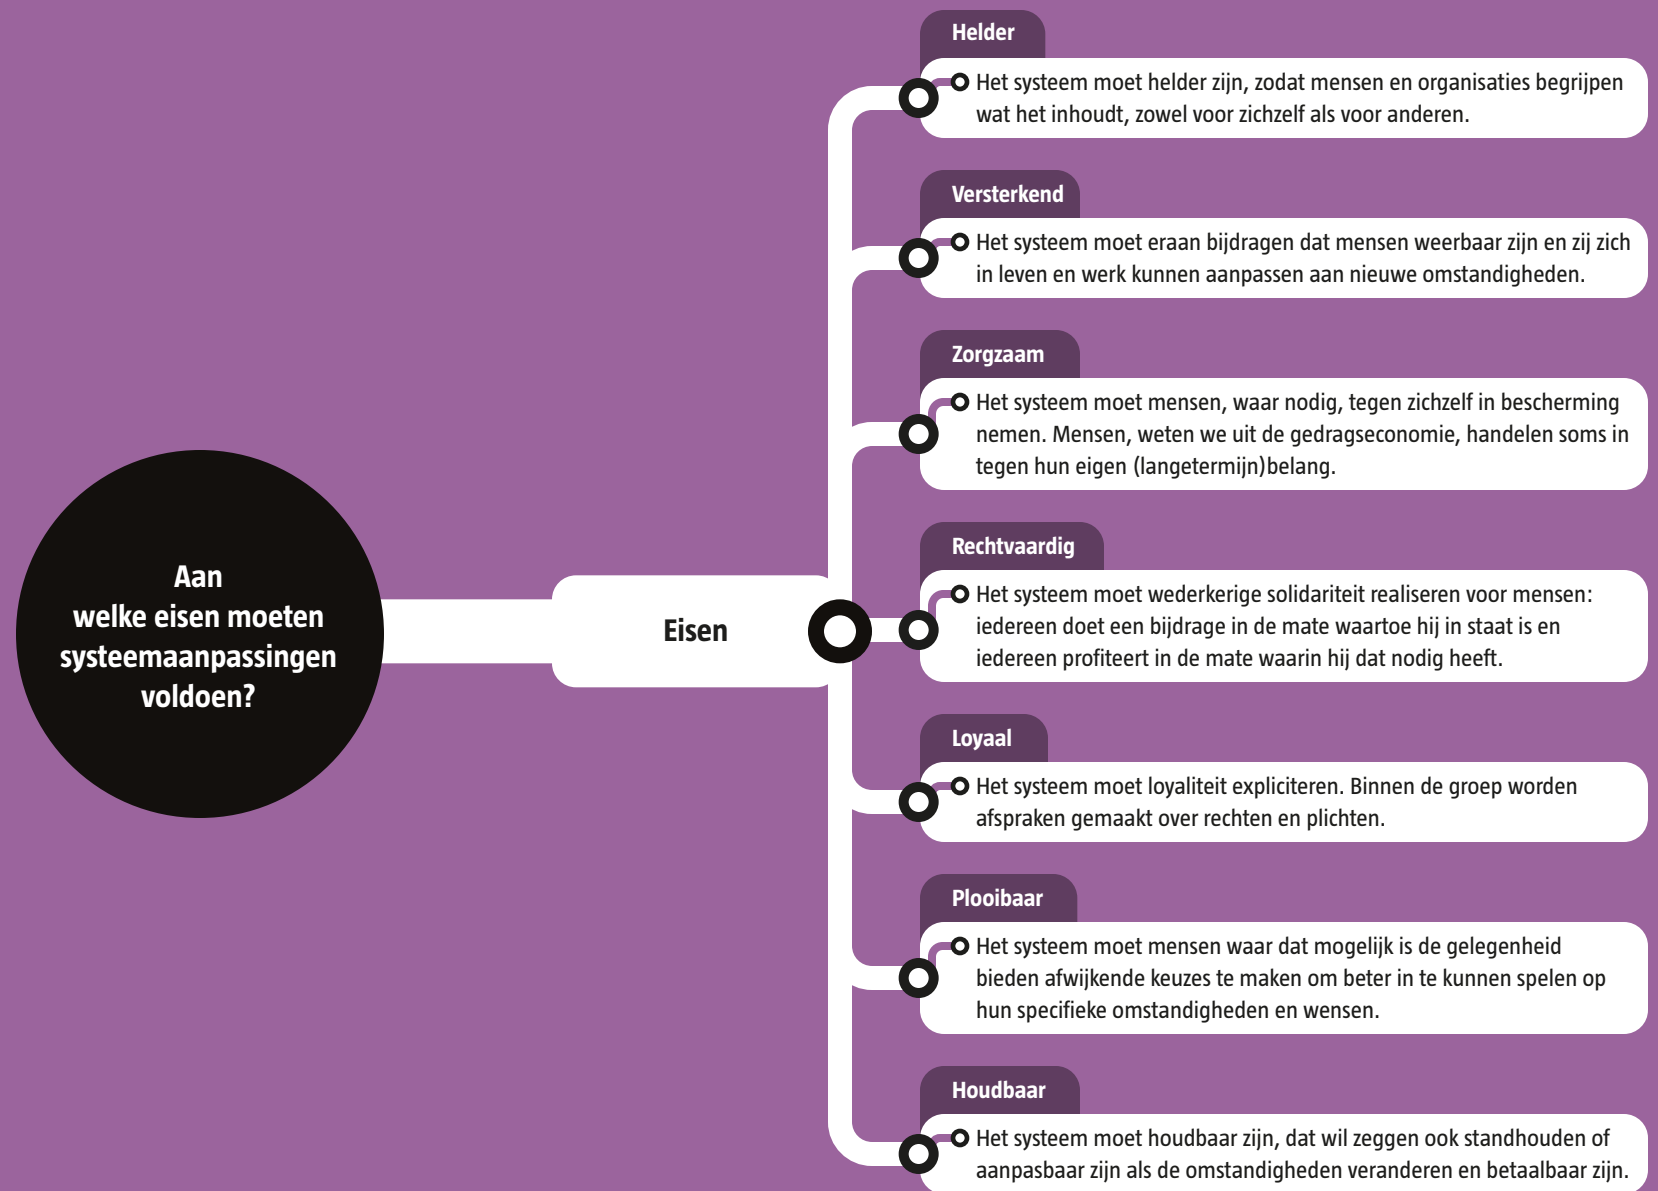 Aan
welke eisen moeten
systeemaanpassingen
voldoen?
Eisen
Helder
Het systeem moet helder zijn, zodat mensen en organisaties begrijpen
wat het inhoudt, zowel voor zichzelf als voor anderen.
Versterkend
Het systeem moet eraan bijdragen dat mensen weerbaar zijn en zij zich
in leven en werk kunnen aanpassen aan nieuwe omstandigheden.
Zorgzaam
Het systeem moet mensen, waar nodig, tegen zichzelf in bescherming
nemen. Mensen, weten we uit de gedragseconomie, handelen soms in
tegen hun eigen (langetermijn)belang.
Rechtvaardig
Het systeem moet wederkerige solidariteit realiseren voor mensen:
iedereen doet een bijdrage in de mate waartoe hij in staat is en
iedereen profiteert in de mate waarin hij dat nodig heeft.
Loyaal
Het systeem moet loyaliteit expliciteren. Binnen de groep worden
afspraken gemaakt over rechten en plichten.
Plooibaar
Het systeem moet mensen waar dat mogelijk is de gelegenheid
bieden afwijkende keuzes te maken om beter in te kunnen spelen op
hun specifieke omstandigheden en wensen.
Houdbaar
Het systeem moet houdbaar zijn, dat wil zeggen ook standhouden of
aanpasbaar zijn als de omstandigheden veranderen en betaalbaar zijn.